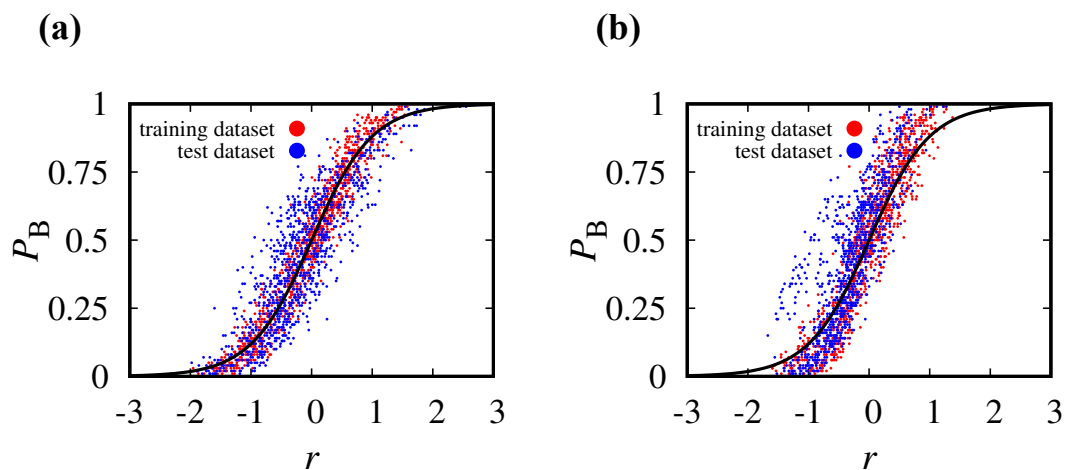 (a)
1
0.75
0.5
0.25
0
P_B
training dataset
test dataset
-3 -2 -1 0 1 2 3
r
(b)
1
0.75
0.5
0.25
0
P_B
training dataset
test dataset
-3 -2 -1 0 1 2 3
r